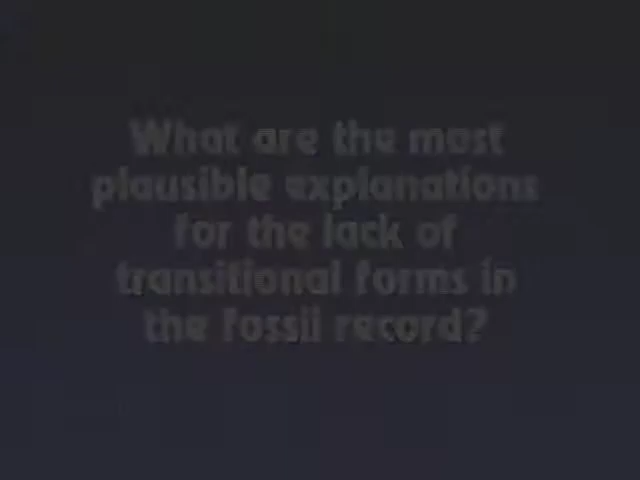 What are the most
plausible explanations
for the lack of
transitional forms in
the fossil record?